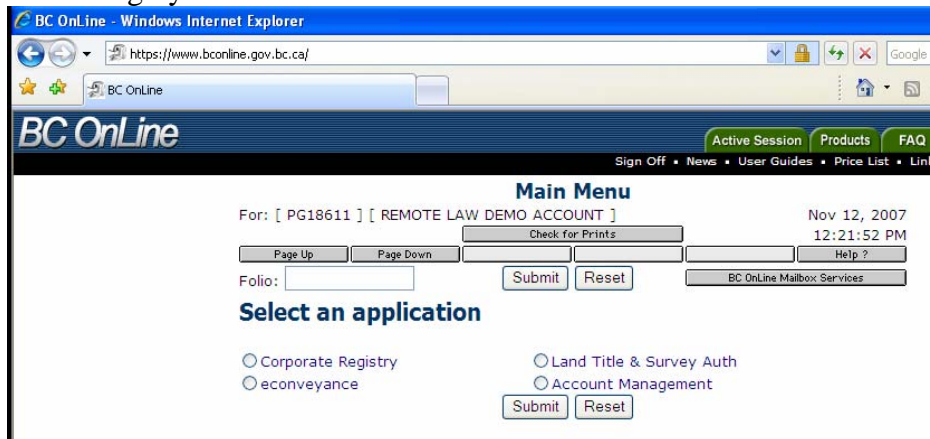 BC OnLine - Windows Internet Explorer
https://www.bconline.gov.bc.ca/
Google
BC OnLine
BC OnLine
Active Session Products FAQ
Sign Off ▪ News ▪ User Guides ▪ Price List ▪
Main Menu
For: [ PG18611 ] [ REMOTE LAW DEMO ACCOUNT ] Nov 12, 2007
Check for Prints 12:21:52 PM
Page Up Page Down Help ?
Folio: Submit Reset BC OnLine Mailbox Services
Select an application
Corporate Registry Land Title & Survey Auth
econveyance Account Management
Submit Reset